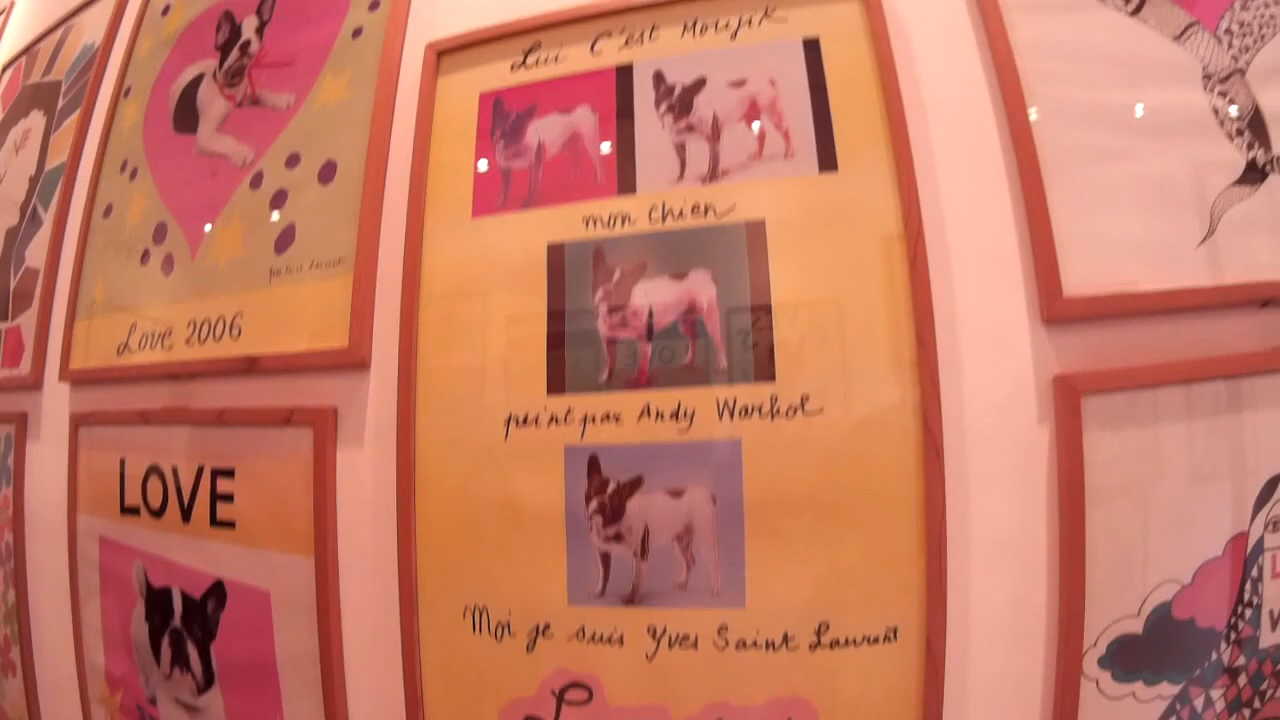 Lui C'est Moujik
mon chien
peint par Andy Warhol
Moi je suis Yves Saint Laurent
Love 2006
LOVE